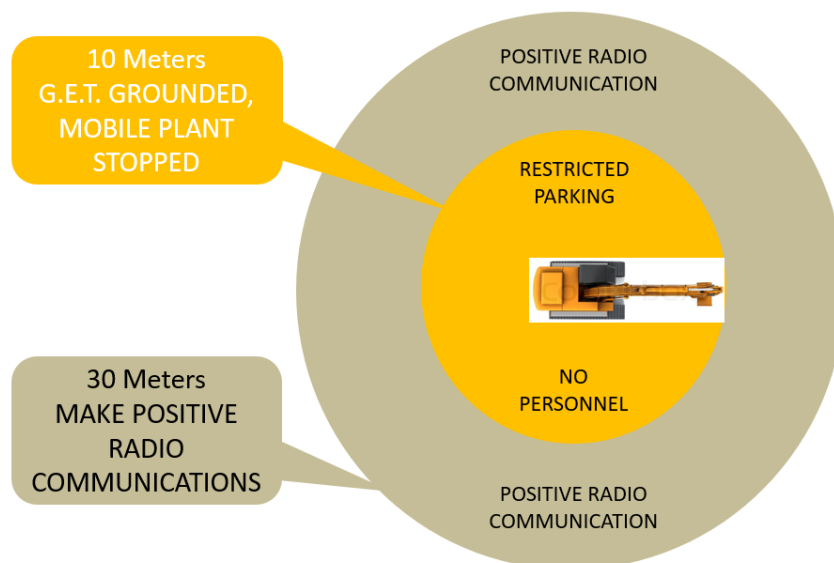 10 Meters
G.E.T. GROUNDED,
MOBILE PLANT
STOPPED
POSITIVE RADIO
COMMUNICATION
RESTRICTED
PARKING
NO
PERSONNEL
30 Meters
MAKE POSITIVE
RADIO
COMMUNICATIONS
POSITIVE RADIO
COMMUNICATION